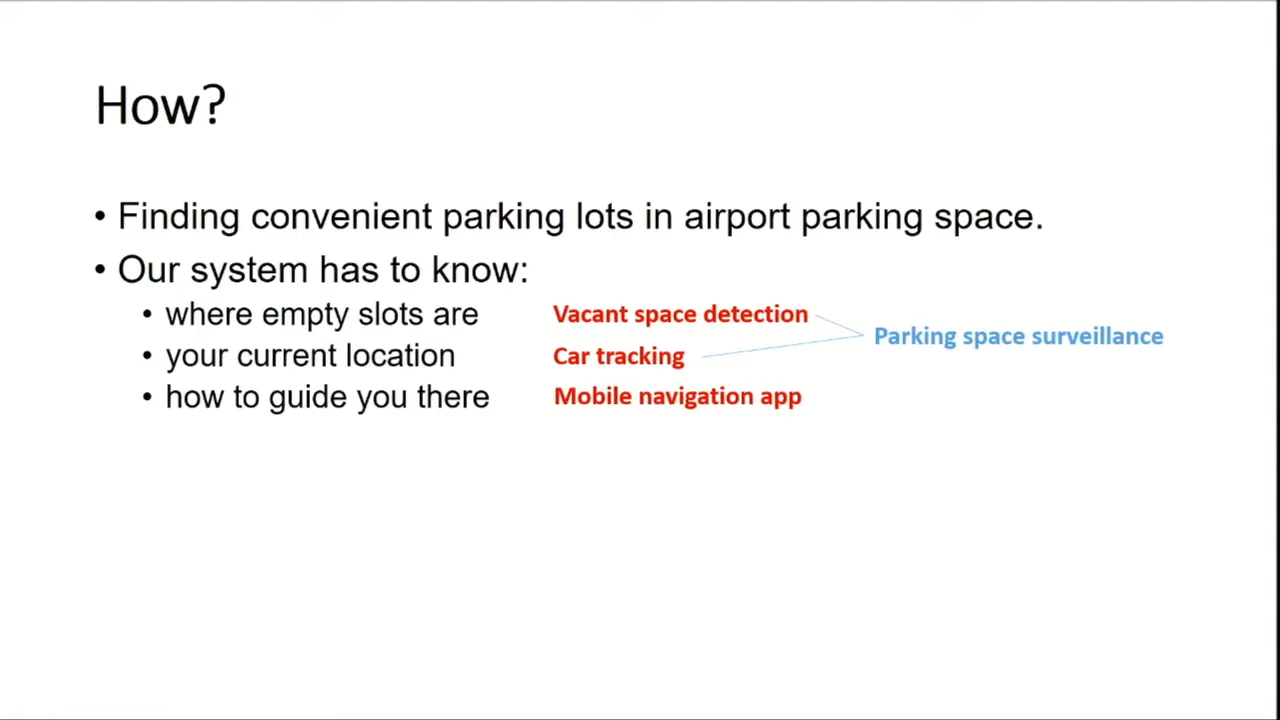 How?
• Finding convenient parking lots in airport parking space.
• Our system has to know:
• where empty slots are Vacant space detection
Parking space surveillance
• your current location Car tracking
• how to guide you there Mobile navigation app